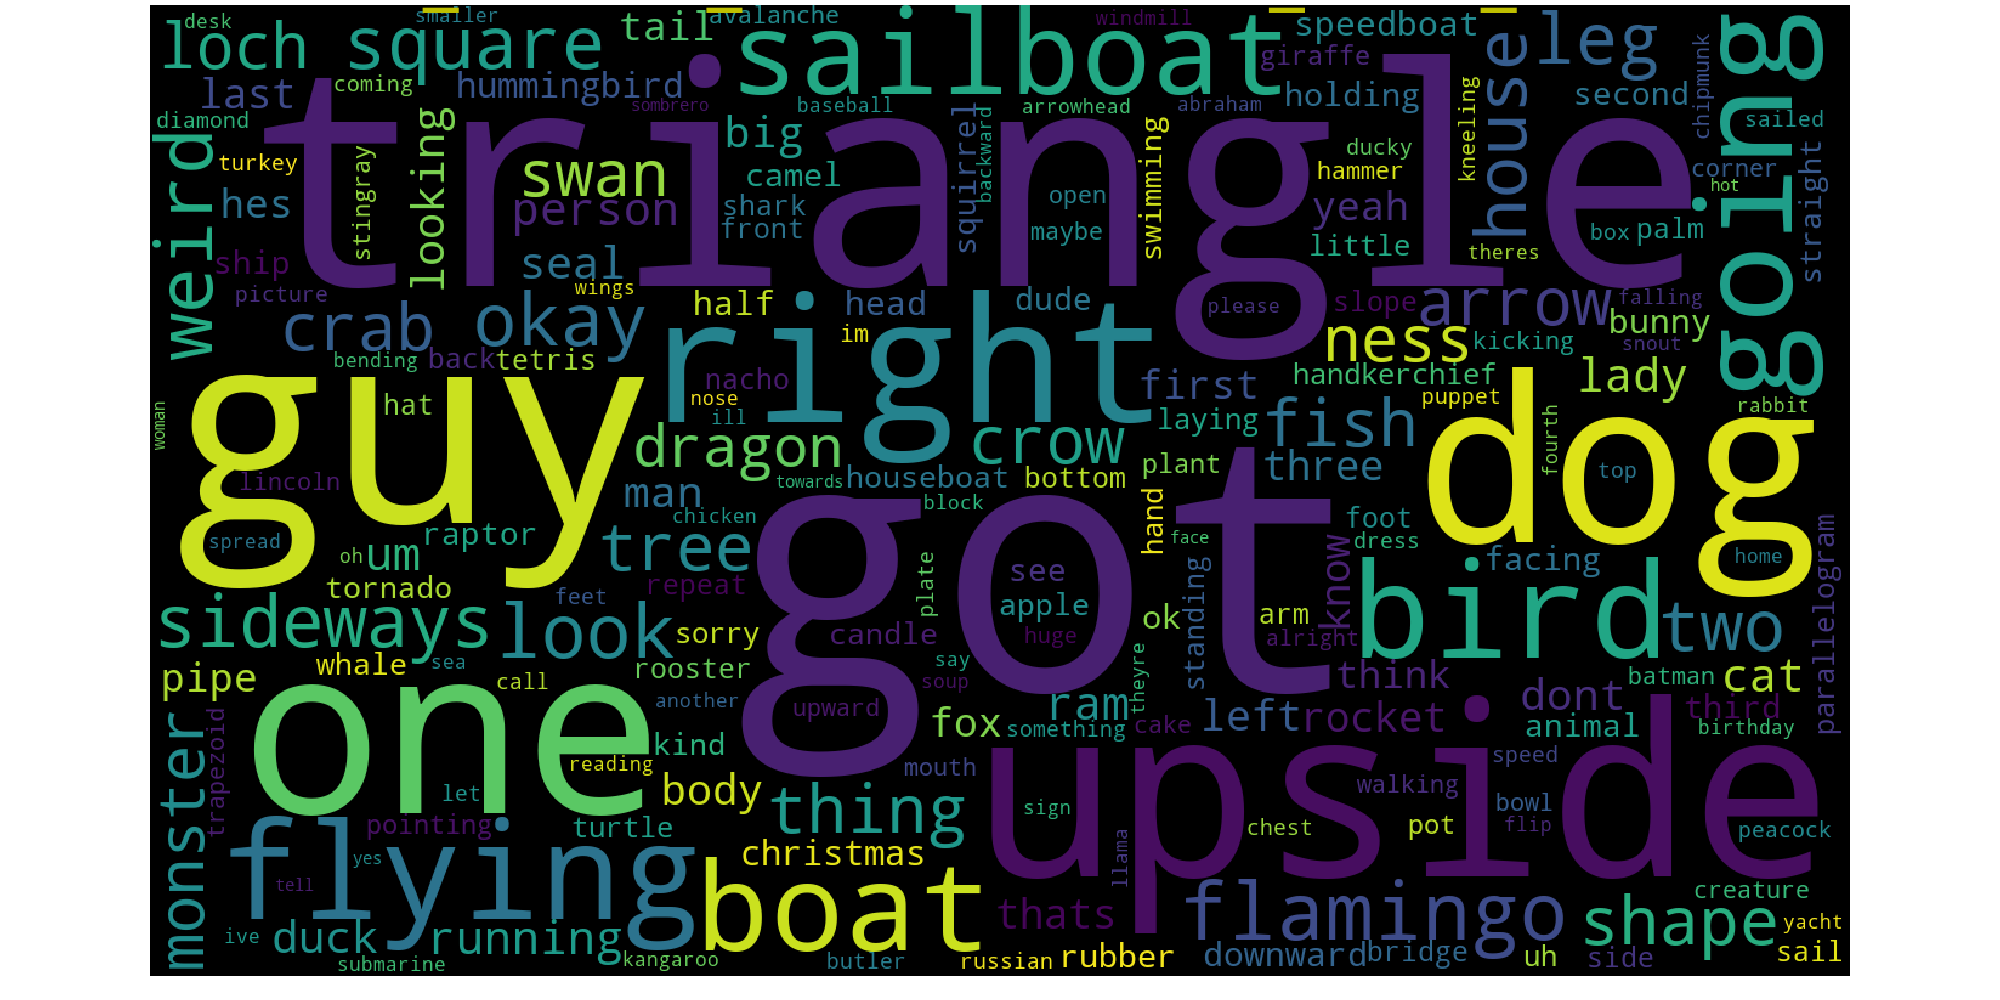 desk
smaller
avalanche
windmill
loch
square
tail
sailboat
speedboat
leg
going
coming
hummingbird
giraffe
house
chipmunk
last
sombrero
baseball
arrowhead
abraham
holding
kneeling
second
diamond
looking
triangle
big
squirrel
backward
swimming
ducky
sailed
weird
turkey
stingray
swan
camel
hammer
corner
straight
hot
hes
person
shark
open
yeah
front
maybe
little
theres
box
palm
ship
seal
picture
wings
half
head
dude
please
slope
arrow
falling
crab
okay
right
im
ness
kicking
bunny
snout
bending
back
tetris
nacho
first
handkerchief
lady
woman
guy
hat
nose
ill
laying
puppet
dog
rabbit
fish
dragon
crow
fourth
three
top
lincoln
towards
houseboat
bottom
plant
man
hand
block
chicken
raptor
foot
spread
oh
um
tree
got
face
dress
know
facing
home
parallelogram
tornado
repeat
plate
see
standing
bird
feet
apple
ok
arm
sideways
look
sorry
candle
huge
alright
two
pipe
whale
sea
rooster
say
theyre
think
batman
cat
one
call
soup
another
upward
ram
dont
third
monster
trapezoid
fox
something
cake
left
rocket
animal
birthday
kind
reading
body
mouth
upside
speed
let
thing
sign
walking
bowl
pointing
turtle
chest
pot
flip
peacock
flying
yes
christmas
llama
tell
boat
thats
flamingo
creature
shape
yacht
ive
duck
running
submarine
kangaroo
butler
russian
rubber
downward
bridge
uh
side
sail